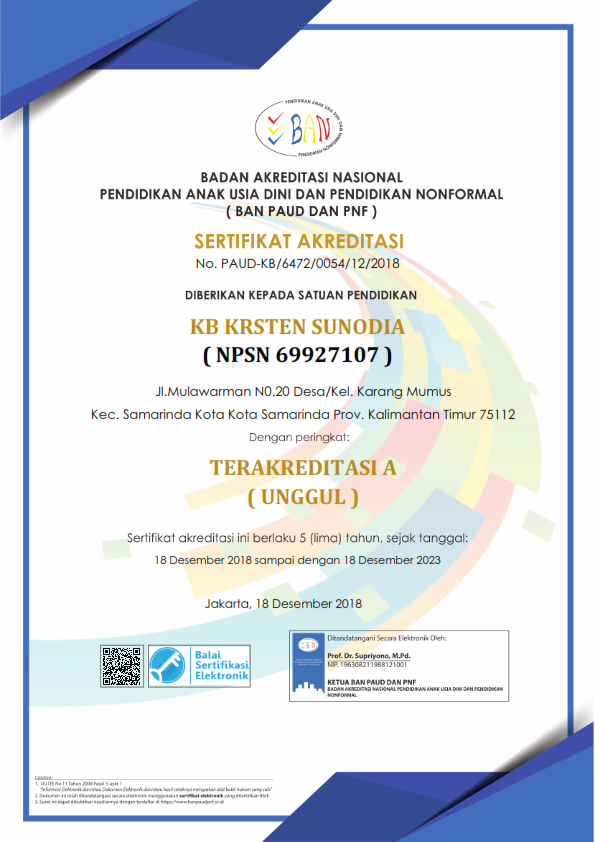 PENDIDIKAN ANAK USIA DINI DAN
BAN
PENDIDIKAN NONFORMAL
BADAN AKREDITASI NASIONAL
PENDIDIKAN ANAK USIA DINI DAN PENDIDIKAN NONFORMAL
( BAN PAUD DAN PNF )
SERTIFIKAT AKREDITASI
No. PAUD-KB/6472/0054/12/2018
DIBERIKAN KEPADA SATUAN PENDIDIKAN
KB KRSTEN SUNODIA
( NPSN 69927107 )
Jl.Mulawarman N0.20 Desa/Kel. Karang Mumus
Kec. Samarinda Kota Kota Samarinda Prov. Kalimantan Timur 75112
Dengan peringkat:
TERAKREDITASI A
( UNGGUL )
Sertifikat akreditasi ini berlaku 5 (lima) tahun, sejak tanggal:
18 Desember 2018 sampai dengan 18 Desember 2023
Jakarta, 18 Desember 2018
Balai
Sertifikasi
Elektronik
Ditandatangani Secara Elektronik Oleh:
Prof. Dr. Supriyono, M.Pd.
NIP. 196308211988121001
KETUA BAN PAUD DAN PNF
BADAN AKREDITASI NASIONAL PENDIDIKAN ANAK USIA DINI DAN PENDIDIKAN
NONFORMAL
Catatan:
1. UU ITE No 11 Tahun 2008 Pasal 5 ayat 1
"Informasi Elektronik dan/atau Dokumen Elektronik dan/atau hasil cetaknya merupakan alat bukti hukum yang sah."
2. Dokumen ini telah ditandatangani secara elektronik menggunakan sertifikat elektronik yang diterbitkan BSrE
3. Surat ini dapat dibuktikan keasliannya dengan terdaftar di https://www.banpaudpnf.or.id